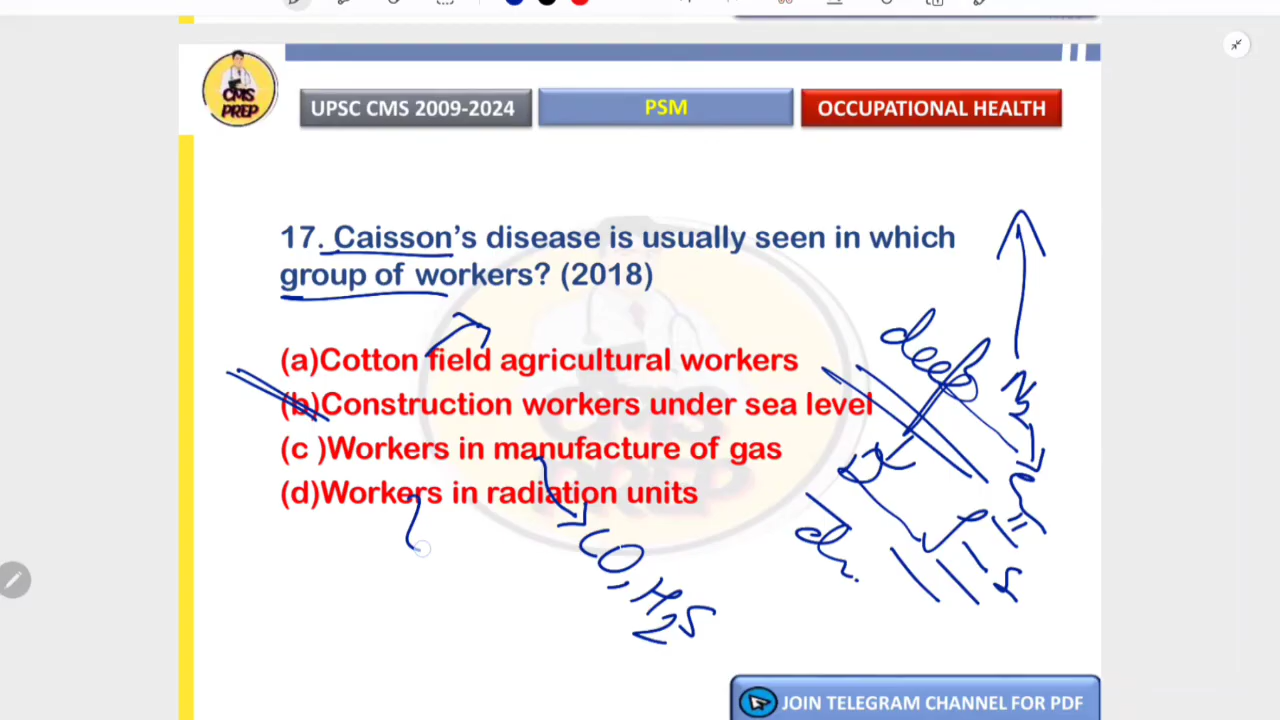 CMS
PREP
UPSC CMS 2009-2024
PSM
OCCUPATIONAL HEALTH
17. Caisson's disease is usually seen in which
group of workers? (2018)
(a)Cotton field agricultural workers
(b)Construction workers under sea level
(c )Workers in manufacture of gas
(d)Workers in radiation units
deep
N2
CO, H2S
JOIN TELEGRAM CHANNEL FOR PDF